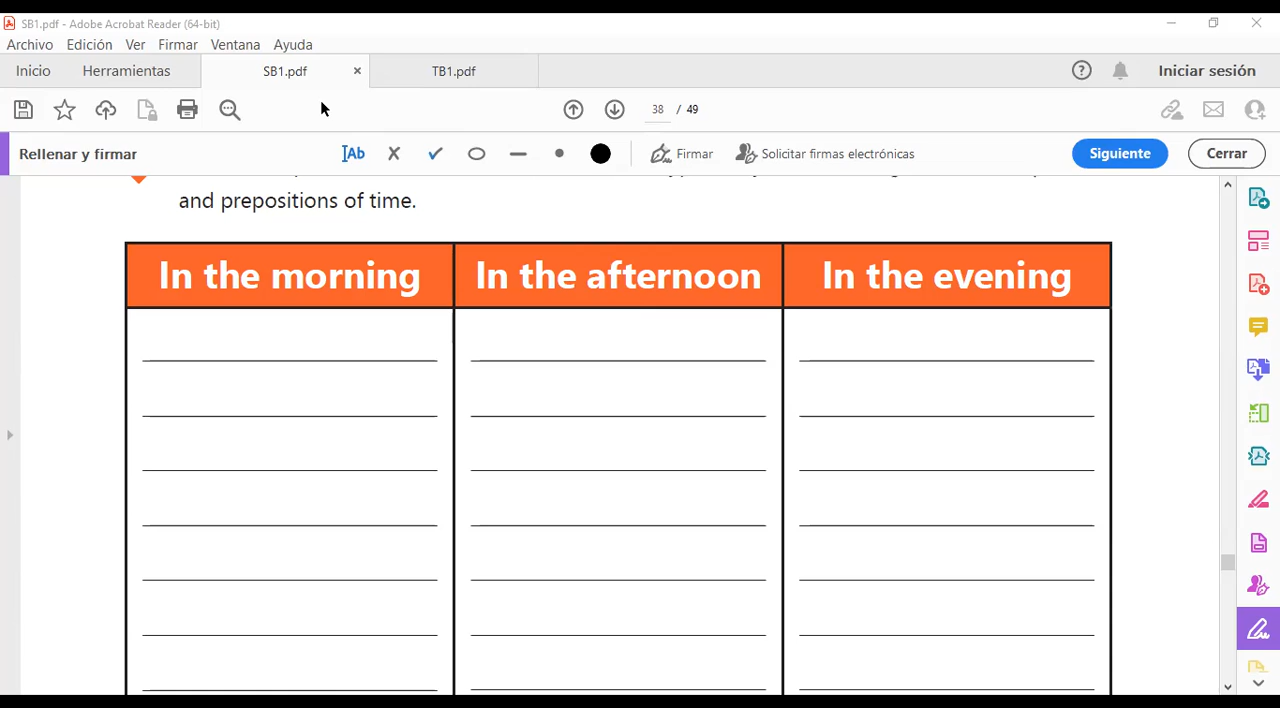 SB1.pdf - Adobe Acrobat Reader (64-bit)
Archivo Edición Ver Firmar Ventana Ayuda
Inicio Herramientas SB1.pdf × TB1.pdf Iniciar sesión
38 / 49
Rellenar y firmar Ab Firmar Solicitar firmas electrónicas Siguiente Cerrar
and prepositions of time.
In the morning In the afternoon In the evening